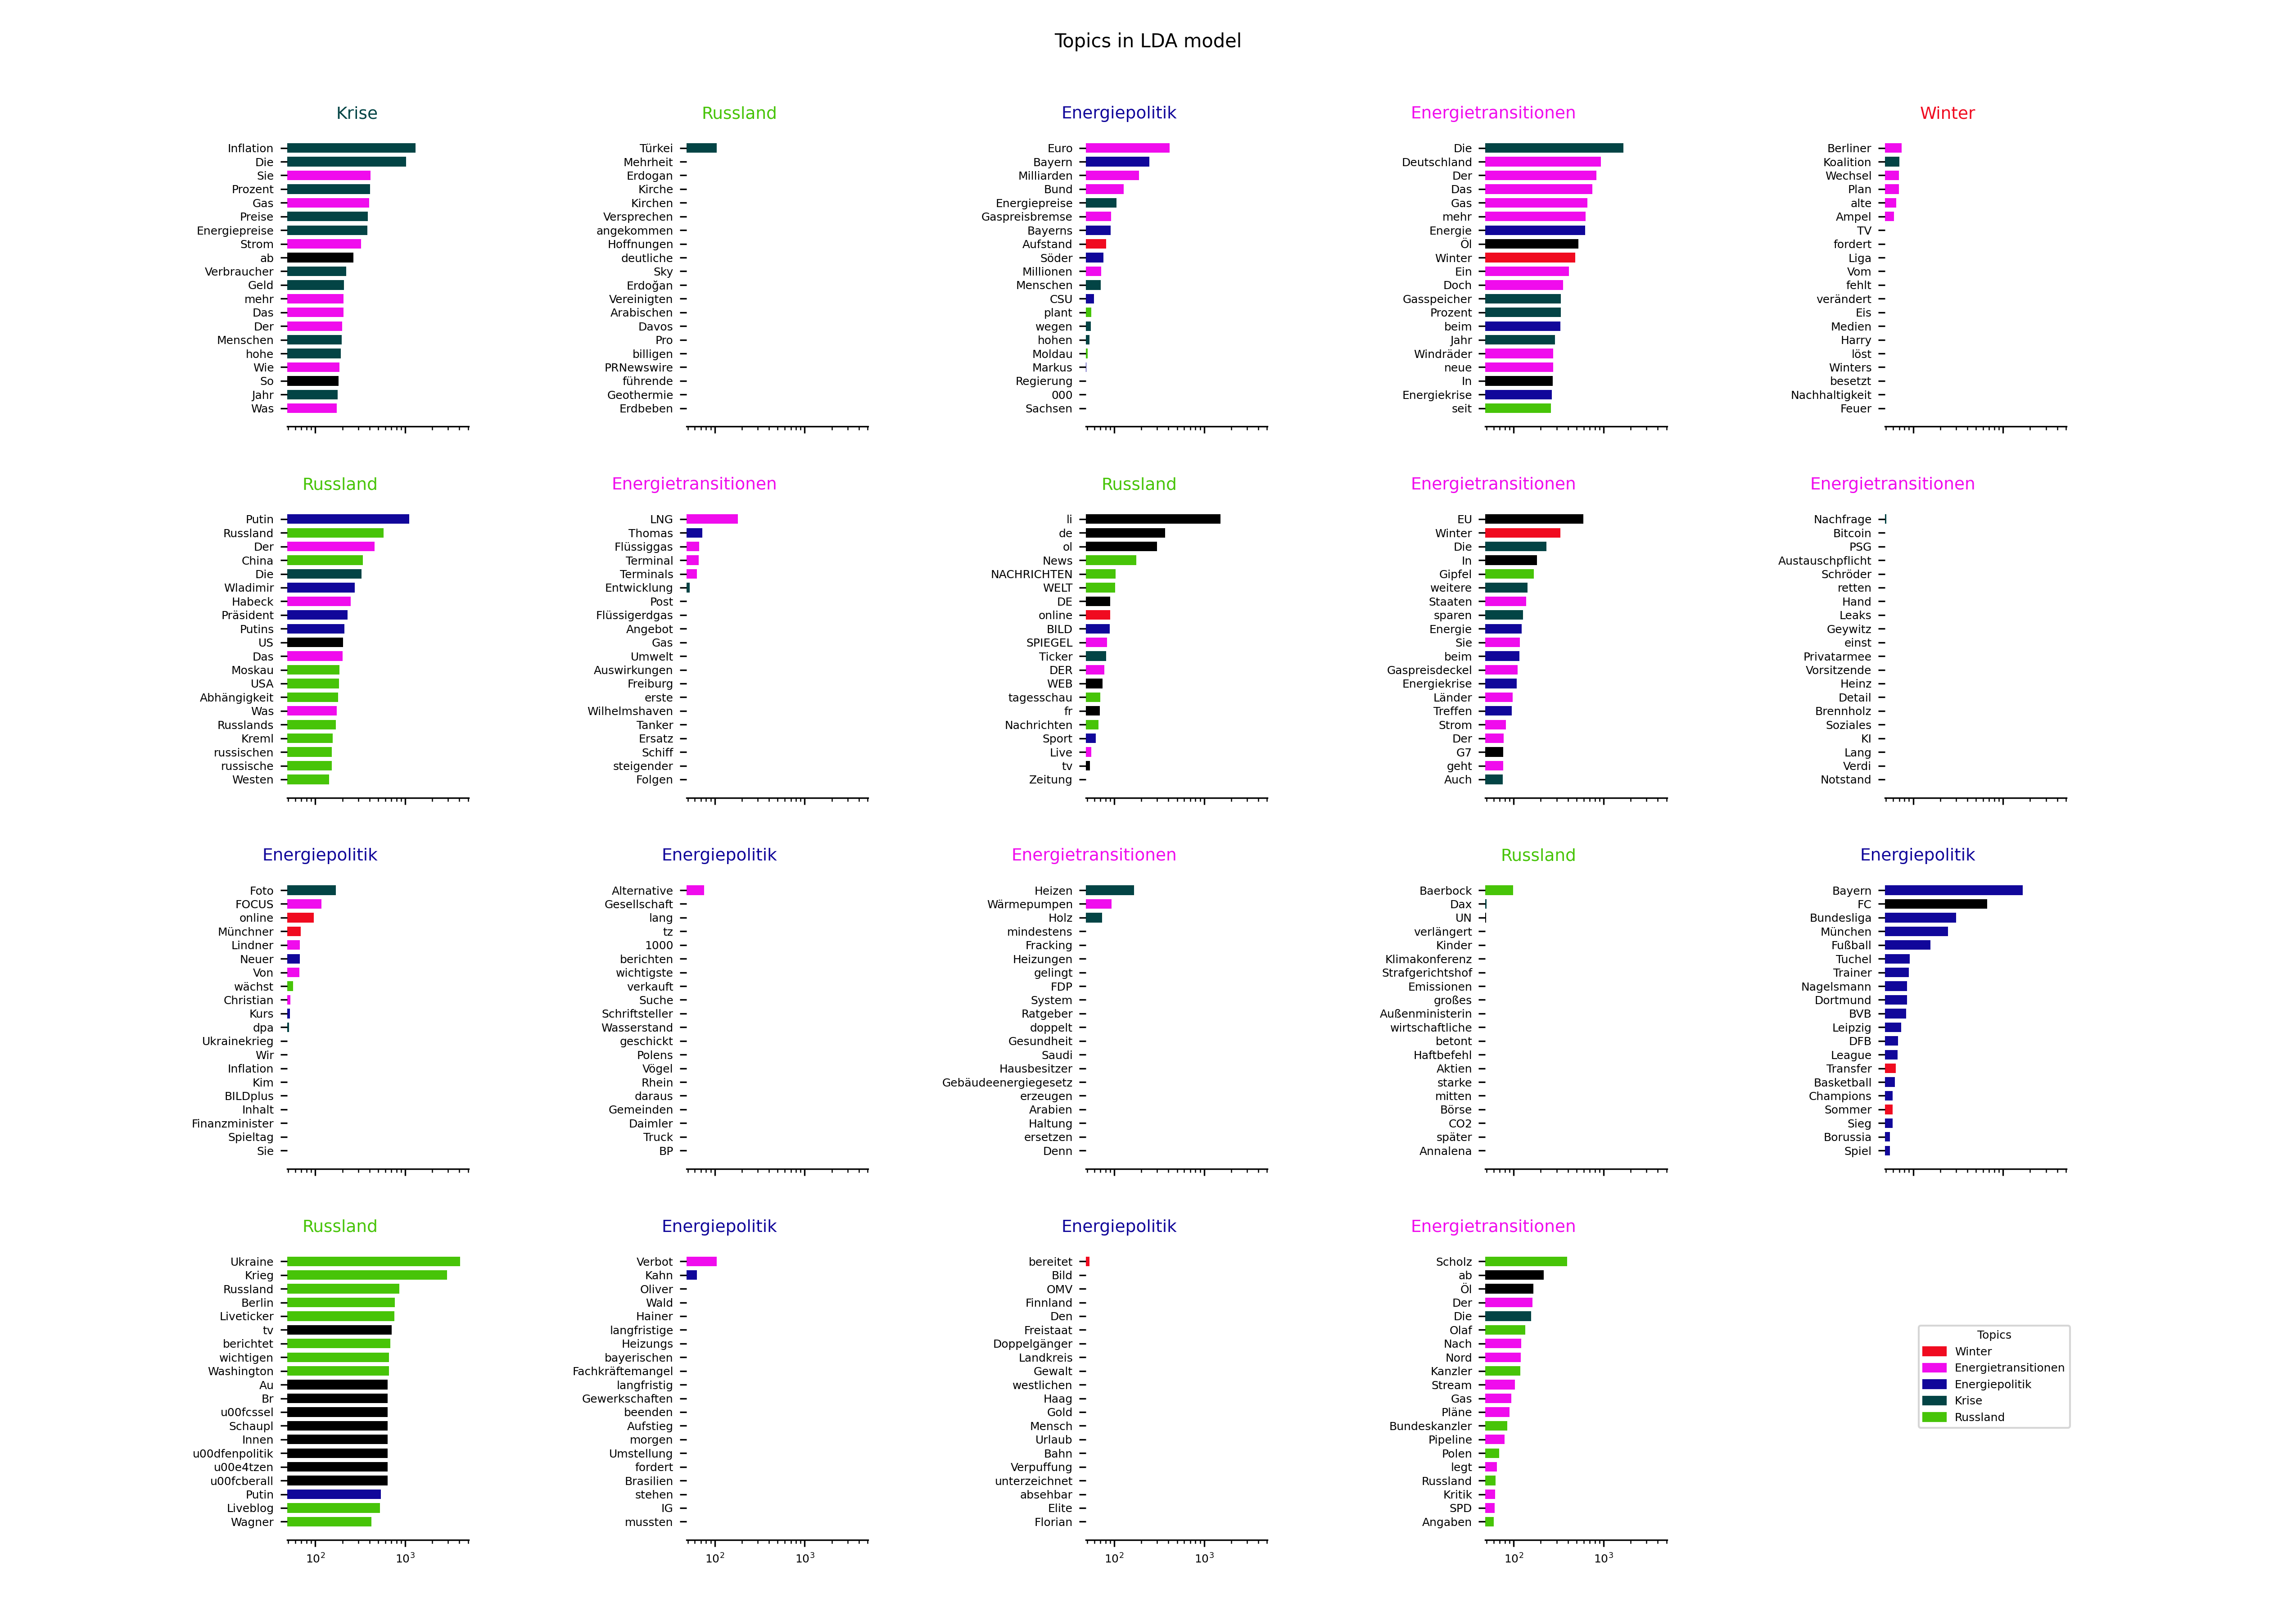 Topics in LDA model
Krise
Inflation
Die
Sie
Prozent
Gas
Preise
Energiepreise
Strom
ab
Verbraucher
Geld
mehr
Das
Der
Menschen
hohe
Wie
So
Jahr
Was
Russland
Türkei
Mehrheit
Erdogan
Kirche
Kirchen
Versprechen
angekommen
Hoffnungen
deutliche
Sky
Erdoğan
Vereinigten
Arabischen
Davos
Pro
billigen
PRNewswire
führende
Geothermie
Erdbeben
Energiepolitik
Euro
Bayern
Milliarden
Bund
Energiepreise
Gaspreisbremse
Bayerns
Aufstand
Söder
Millionen
Menschen
CSU
plant
wegen
hohen
Moldau
Markus
Regierung
000
Sachsen
Energietransitionen
Die
Deutschland
Der
Das
Gas
mehr
Energie
Öl
Winter
Ein
Doch
Gasspeicher
Prozent
beim
Jahr
Windräder
neue
In
Energiekrise
seit
Winter
Berliner
Koalition
Wechsel
Plan
alte
Ampel
TV
fordert
Liga
Vom
fehlt
verändert
Eis
Medien
Harry
löst
Winters
besetzt
Nachhaltigkeit
Feuer
Russland
Putin
Russland
Der
China
Die
Wladimir
Habeck
Präsident
Putins
US
Das
Moskau
USA
Abhängigkeit
Was
Russlands
Kreml
russischen
russische
Westen
Energietransitionen
LNG
Thomas
Flüssiggas
Terminal
Terminals
Entwicklung
Post
Flüssigerdgas
Angebot
Gas
Umwelt
Auswirkungen
Freiburg
erste
Wilhelmshaven
Tanker
Ersatz
Schiff
steigender
Folgen
Russland
li
de
ol
News
NACHRICHTEN
WELT
DE
online
BILD
SPIEGEL
Ticker
DER
WEB
tagesschau
fr
Nachrichten
Sport
Live
tv
Zeitung
Energietransitionen
EU
Winter
Die
In
Gipfel
weitere
Staaten
sparen
Energie
Sie
beim
Gaspreisdeckel
Energiekrise
Länder
Treffen
Strom
Der
G7
geht
Auch
Energietransitionen
Nachfrage
Bitcoin
PSG
Austauschpflicht
Schröder
retten
Hand
Leaks
Geywitz
einst
Privatarmee
Vorsitzende
Heinz
Detail
Brennholz
Soziales
KI
Lang
Verdi
Notstand
Energiepolitik
Foto
FOCUS
online
Münchner
Lindner
Neuer
Von
wächst
Christian
Kurs
dpa
Ukrainekrieg
Wir
Inflation
Kim
BILDplus
Inhalt
Finanzminister
Spieltag
Sie
Energiepolitik
Alternative
Gesellschaft
lang
tz
1000
berichten
wichtigste
verkauft
Suche
Schriftsteller
Wasserstand
geschickt
Polens
Vögel
Rhein
daraus
Gemeinden
Daimler
Truck
BP
Energietransitionen
Heizen
Wärmepumpen
Holz
mindestens
Fracking
Heizungen
gelingt
FDP
System
Ratgeber
doppelt
Gesundheit
Saudi
Hausbesitzer
Gebäudeenergiegesetz
erzeugen
Arabien
Haltung
ersetzen
Denn
Russland
Baerbock
Dax
UN
verlängert
Kinder
Klimakonferenz
Strafgerichtshof
Emissionen
großes
Außenministerin
wirtschaftliche
betont
Haftbefehl
Aktien
starke
mitten
Börse
CO2
später
Annalena
Energiepolitik
Bayern
FC
Bundesliga
München
Fußball
Tuchel
Trainer
Nagelsmann
Dortmund
BVB
Leipzig
DFB
League
Transfer
Basketball
Champions
Sommer
Sieg
Borussia
Spiel
Russland
Ukraine
Krieg
Russland
Berlin
Liveticker
tv
berichtet
wichtigen
Washington
Au
Br
u00fcssel
Schaupl
Innen
u00dfenpolitik
u00e4tzen
u00fcberall
Putin
Liveblog
Wagner
10²
10³
Energiepolitik
Verbot
Kahn
Oliver
Wald
Hainer
langfristige
Heizungs
bayerischen
Fachkräftemangel
langfristig
Gewerkschaften
beenden
Aufstieg
morgen
Umstellung
fordert
Brasilien
stehen
IG
mussten
10²
10³
Energiepolitik
bereitet
Bild
OMV
Finnland
Den
Freistaat
Doppelgänger
Landkreis
Gewalt
westlichen
Haag
Gold
Mensch
Urlaub
Bahn
Verpuffung
unterzeichnet
absehbar
Elite
Florian
10²
10³
Energietransitionen
Scholz
ab
Öl
Der
Die
Olaf
Nach
Nord
Kanzler
Stream
Gas
Pläne
Bundeskanzler
Pipeline
Polen
legt
Russland
Kritik
SPD
Angaben
10²
10³
Topics
Winter
Energietransitionen
Energiepolitik
Krise
Russland